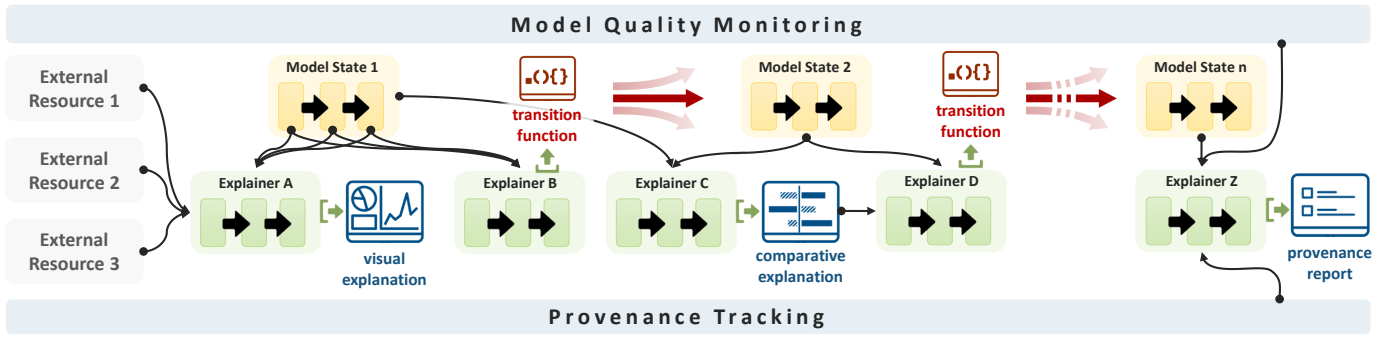 Model Quality Monitoring
External
Resource 1
External
Resource 2
External
Resource 3
Model State 1
.(){}
transition
function
Model State 2
.(){}
transition
function
Model State n
Explainer A
visual
explanation
Explainer B
Explainer C
comparative
explanation
Explainer D
Explainer Z
provenance
report
Provenance Tracking